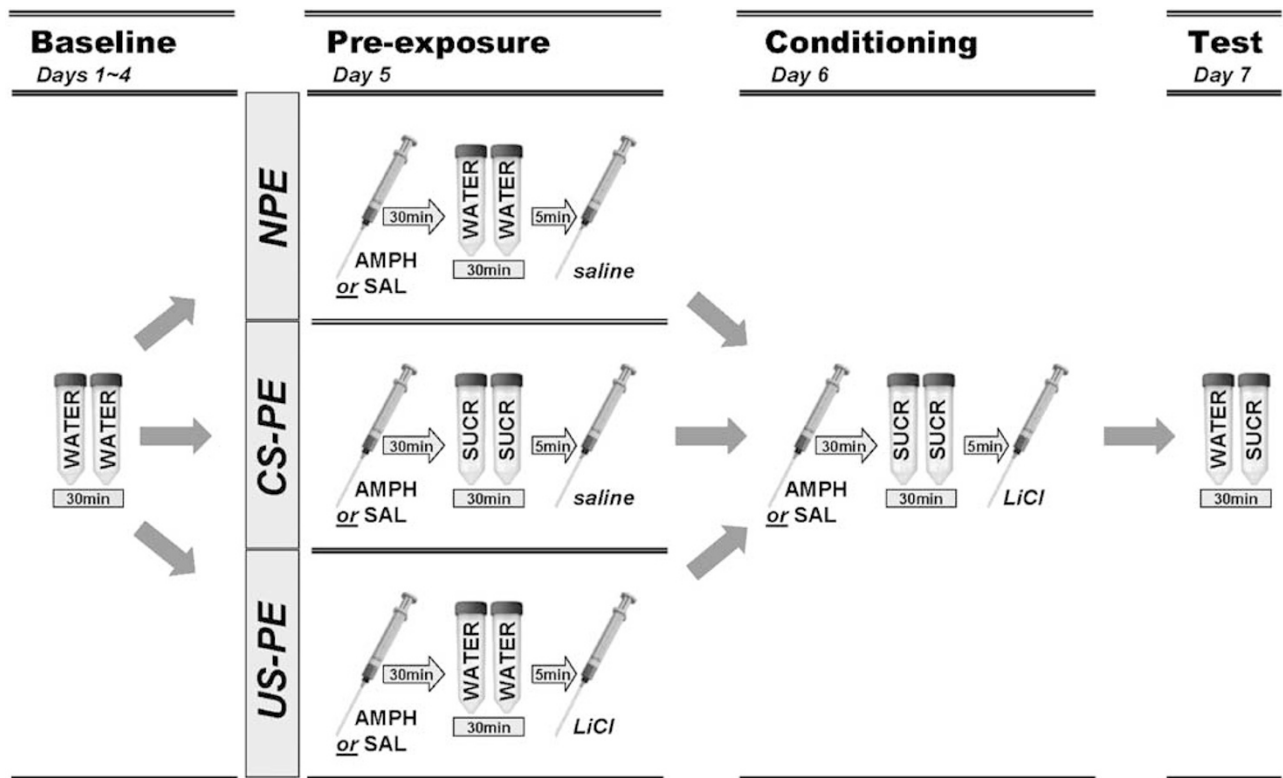 Baseline
Days 1~4
Pre-exposure
Day 5
Conditioning
Day 6
Test
Day 7
WATER
WATER
30min
NPE
AMPH
or SAL
30min
WATER
WATER
30min
5min
saline
CS-PE
AMPH
or SAL
30min
SUCR
SUCR
30min
5min
saline
US-PE
AMPH
or SAL
30min
WATER
WATER
30min
5min
LiCl
AMPH
or SAL
30min
SUCR
SUCR
30min
5min
LiCl
WATER
SUCR
30min